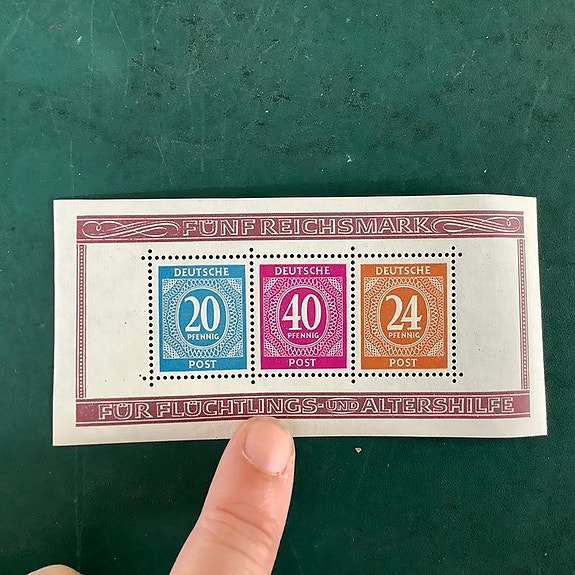 FÜNF REICHSMARK
DEUTSCHE
20
PFENNIG
POST
DEUTSCHE
40
PFENNIG
POST
DEUTSCHE
24
PFENNIG
POST
FÜR FLÜCHTLINGS- UND ALTERSHILFE